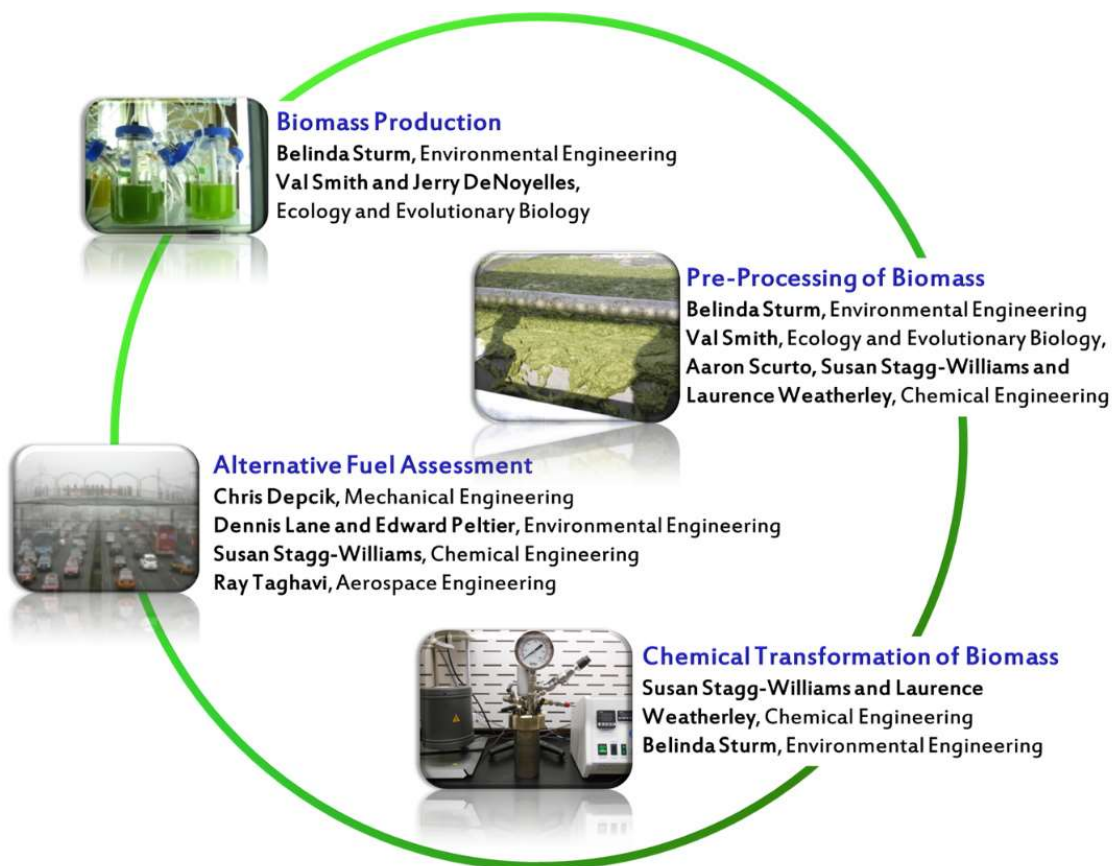 Biomass Production
Belinda Sturm, Environmental Engineering
Val Smith and Jerry DeNoyelles,
Ecology and Evolutionary Biology
Pre-Processing of Biomass
Belinda Sturm, Environmental Engineering
Val Smith, Ecology and Evolutionary Biology,
Aaron Scurto, Susan Stagg-Williams and
Laurence Weatherley, Chemical Engineering
Alternative Fuel Assessment
Chris Depcik, Mechanical Engineering
Dennis Lane and Edward Peltier, Environmental Engineering
Susan Stagg-Williams, Chemical Engineering
Ray Taghavi, Aerospace Engineering
Chemical Transformation of Biomass
Susan Stagg-Williams and Laurence
Weatherley, Chemical Engineering
Belinda Sturm, Environmental Engineering